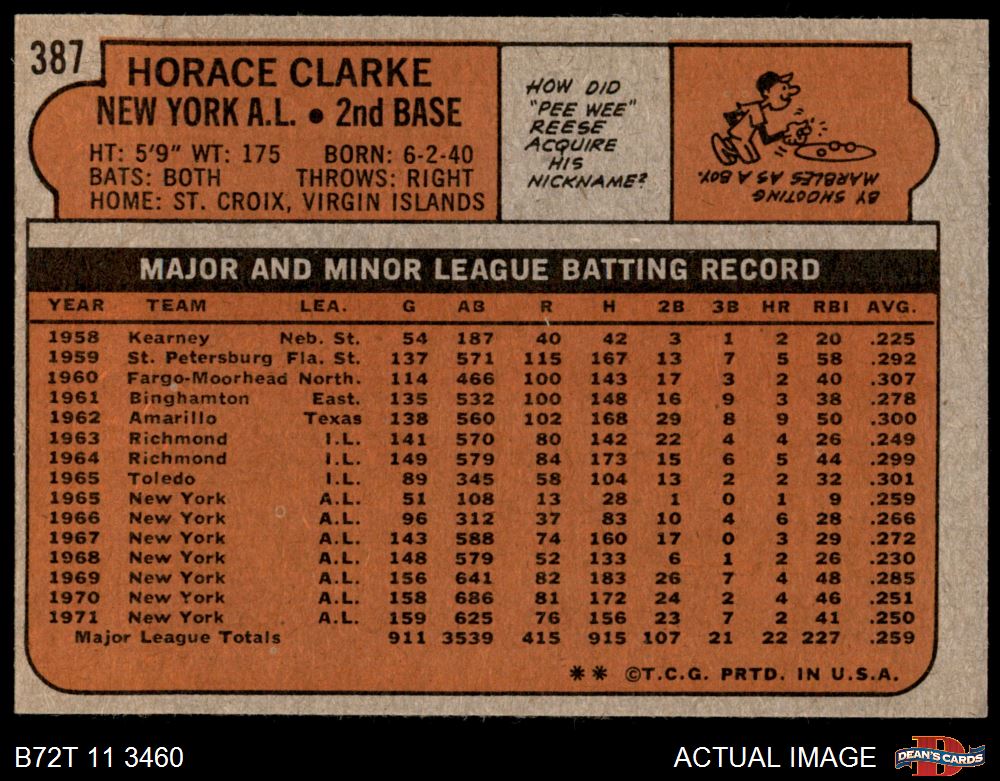 387
HORACE CLARKE
NEW YORK A.L. • 2nd BASE
HT: 5'9" WT: 175 BORN: 6-2-40
BATS: BOTH THROWS: RIGHT
HOME: ST. CROIX, VIRGIN ISLANDS
HOW DID
"PEE WEE"
REESE
ACQUIRE
HIS
NICKNAME?
BY SHOOTING
MARBLES AS A BOY.
MAJOR AND MINOR LEAGUE BATTING RECORD
YEAR TEAM LEA. G AB R H 2B 3B HR RBI AVG.
1958 Kearney Neb. St. 54 187 40 42 3 1 2 20 .225
1959 St. Petersburg Fla. St. 137 571 115 167 13 7 5 58 .292
1960 Fargo-Moorhead North. 114 466 100 143 17 3 2 40 .307
1961 Binghamton East. 135 532 100 148 16 9 3 38 .278
1962 Amarillo Texas 138 560 102 168 29 8 9 50 .300
1963 Richmond I.L. 141 570 80 142 22 4 4 26 .249
1964 Richmond I.L. 149 579 84 173 15 6 5 44 .299
1965 Toledo I.L. 89 345 58 104 13 2 2 32 .301
1965 New York A.L. 51 108 13 28 1 0 1 9 .259
1966 New York A.L. 96 312 37 83 10 4 6 28 .266
1967 New York A.L. 143 588 74 160 17 0 3 29 .272
1968 New York A.L. 148 579 52 133 6 1 2 26 .230
1969 New York A.L. 156 641 82 183 26 7 4 48 .285
1970 New York A.L. 158 686 81 172 24 2 4 46 .251
1971 New York A.L. 159 625 76 156 23 7 2 41 .250
Major League Totals 911 3539 415 915 107 21 22 227 .259
** ©T.C.G. PRTD. IN U.S.A.
B72T 11 3460
ACTUAL IMAGE
DEAN'S CARDS